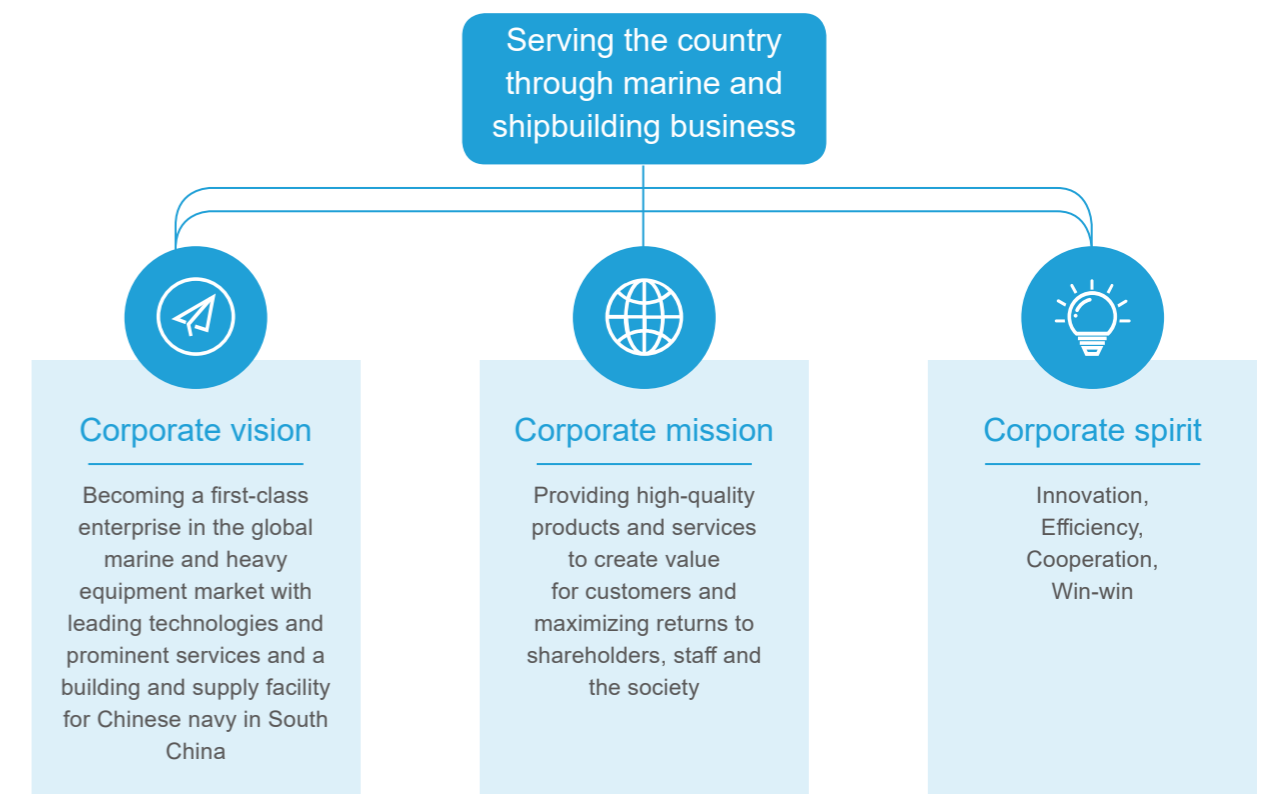 Serving the country
through marine and
shipbuilding business
Corporate vision
Becoming a first-class
enterprise in the global
marine and heavy
equipment market with
leading technologies and
prominent services and a
building and supply facility
for Chinese navy in South
China
Corporate mission
Providing high-quality
products and services
to create value
for customers and
maximizing returns to
shareholders, staff and
the society
Corporate spirit
Innovation,
Efficiency,
Cooperation,
Win-win